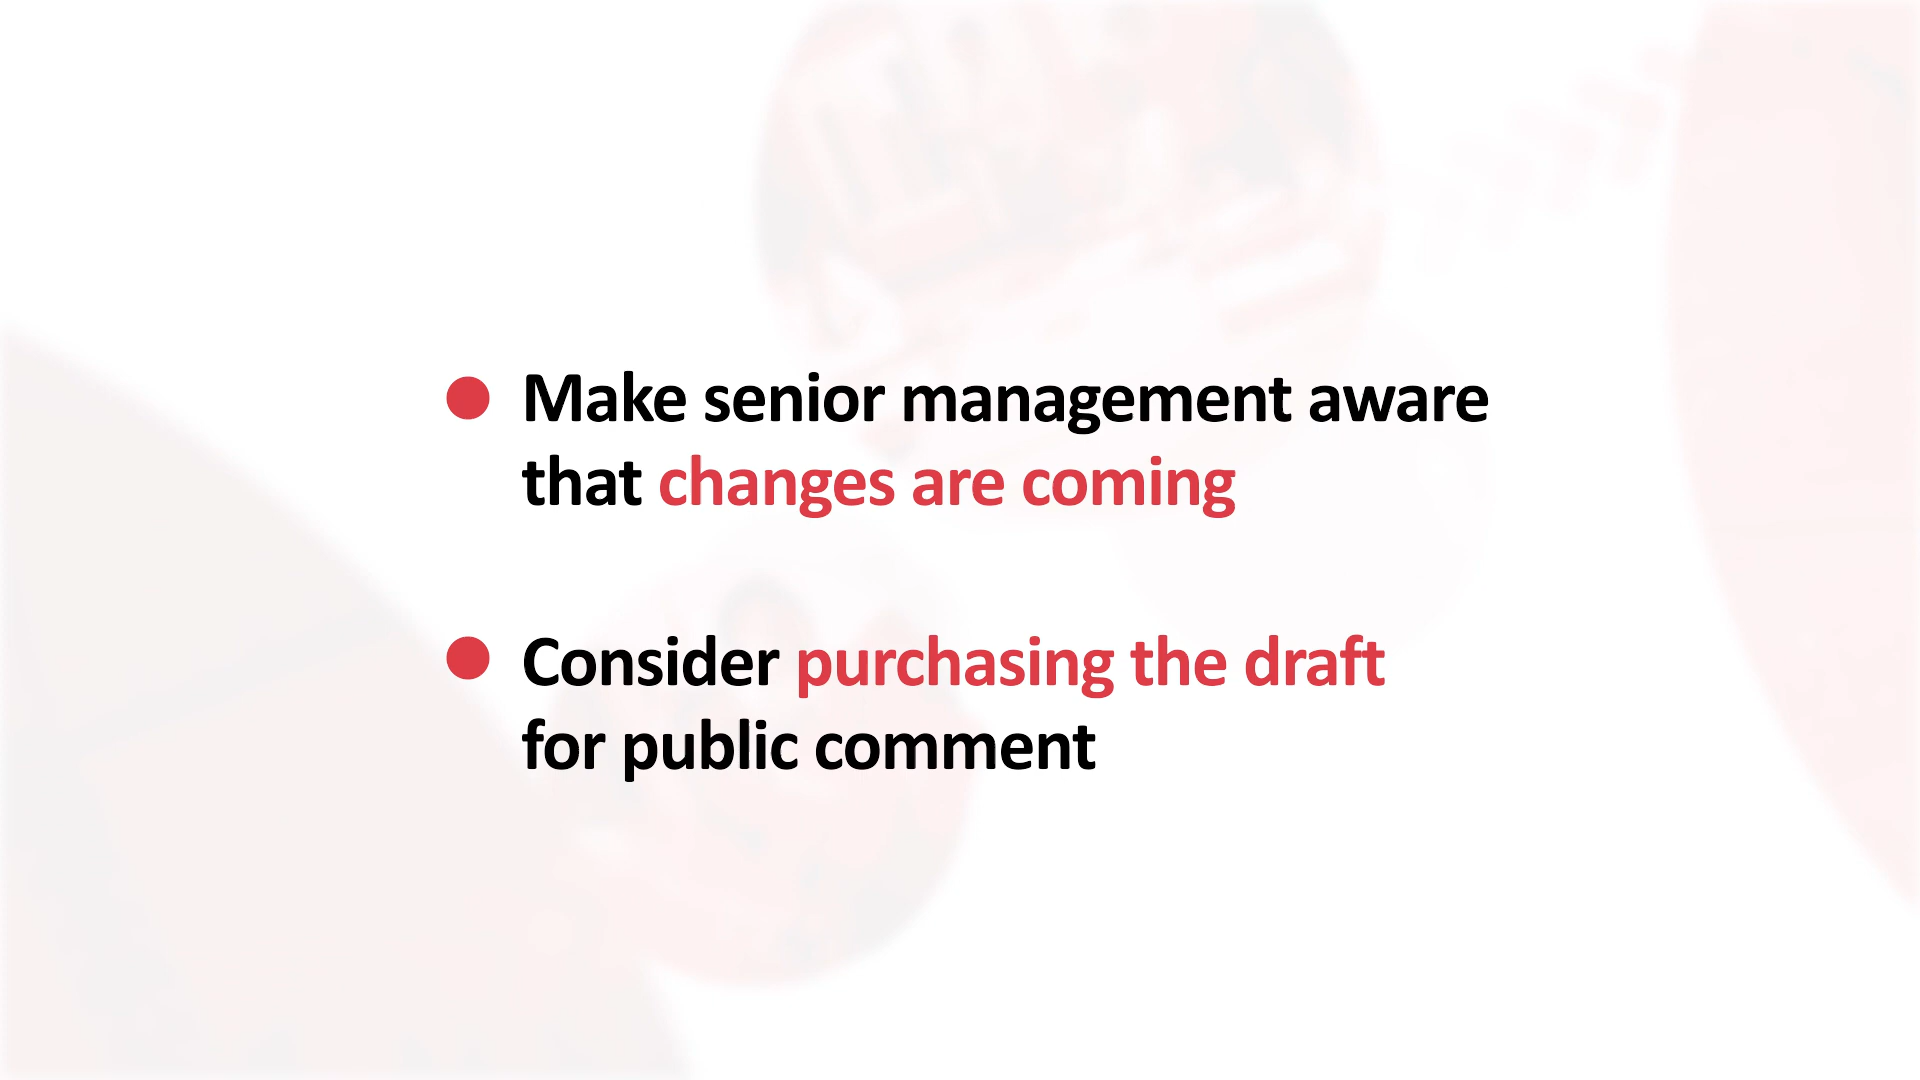 Make senior management aware
that changes are coming
Consider purchasing the draft
for public comment